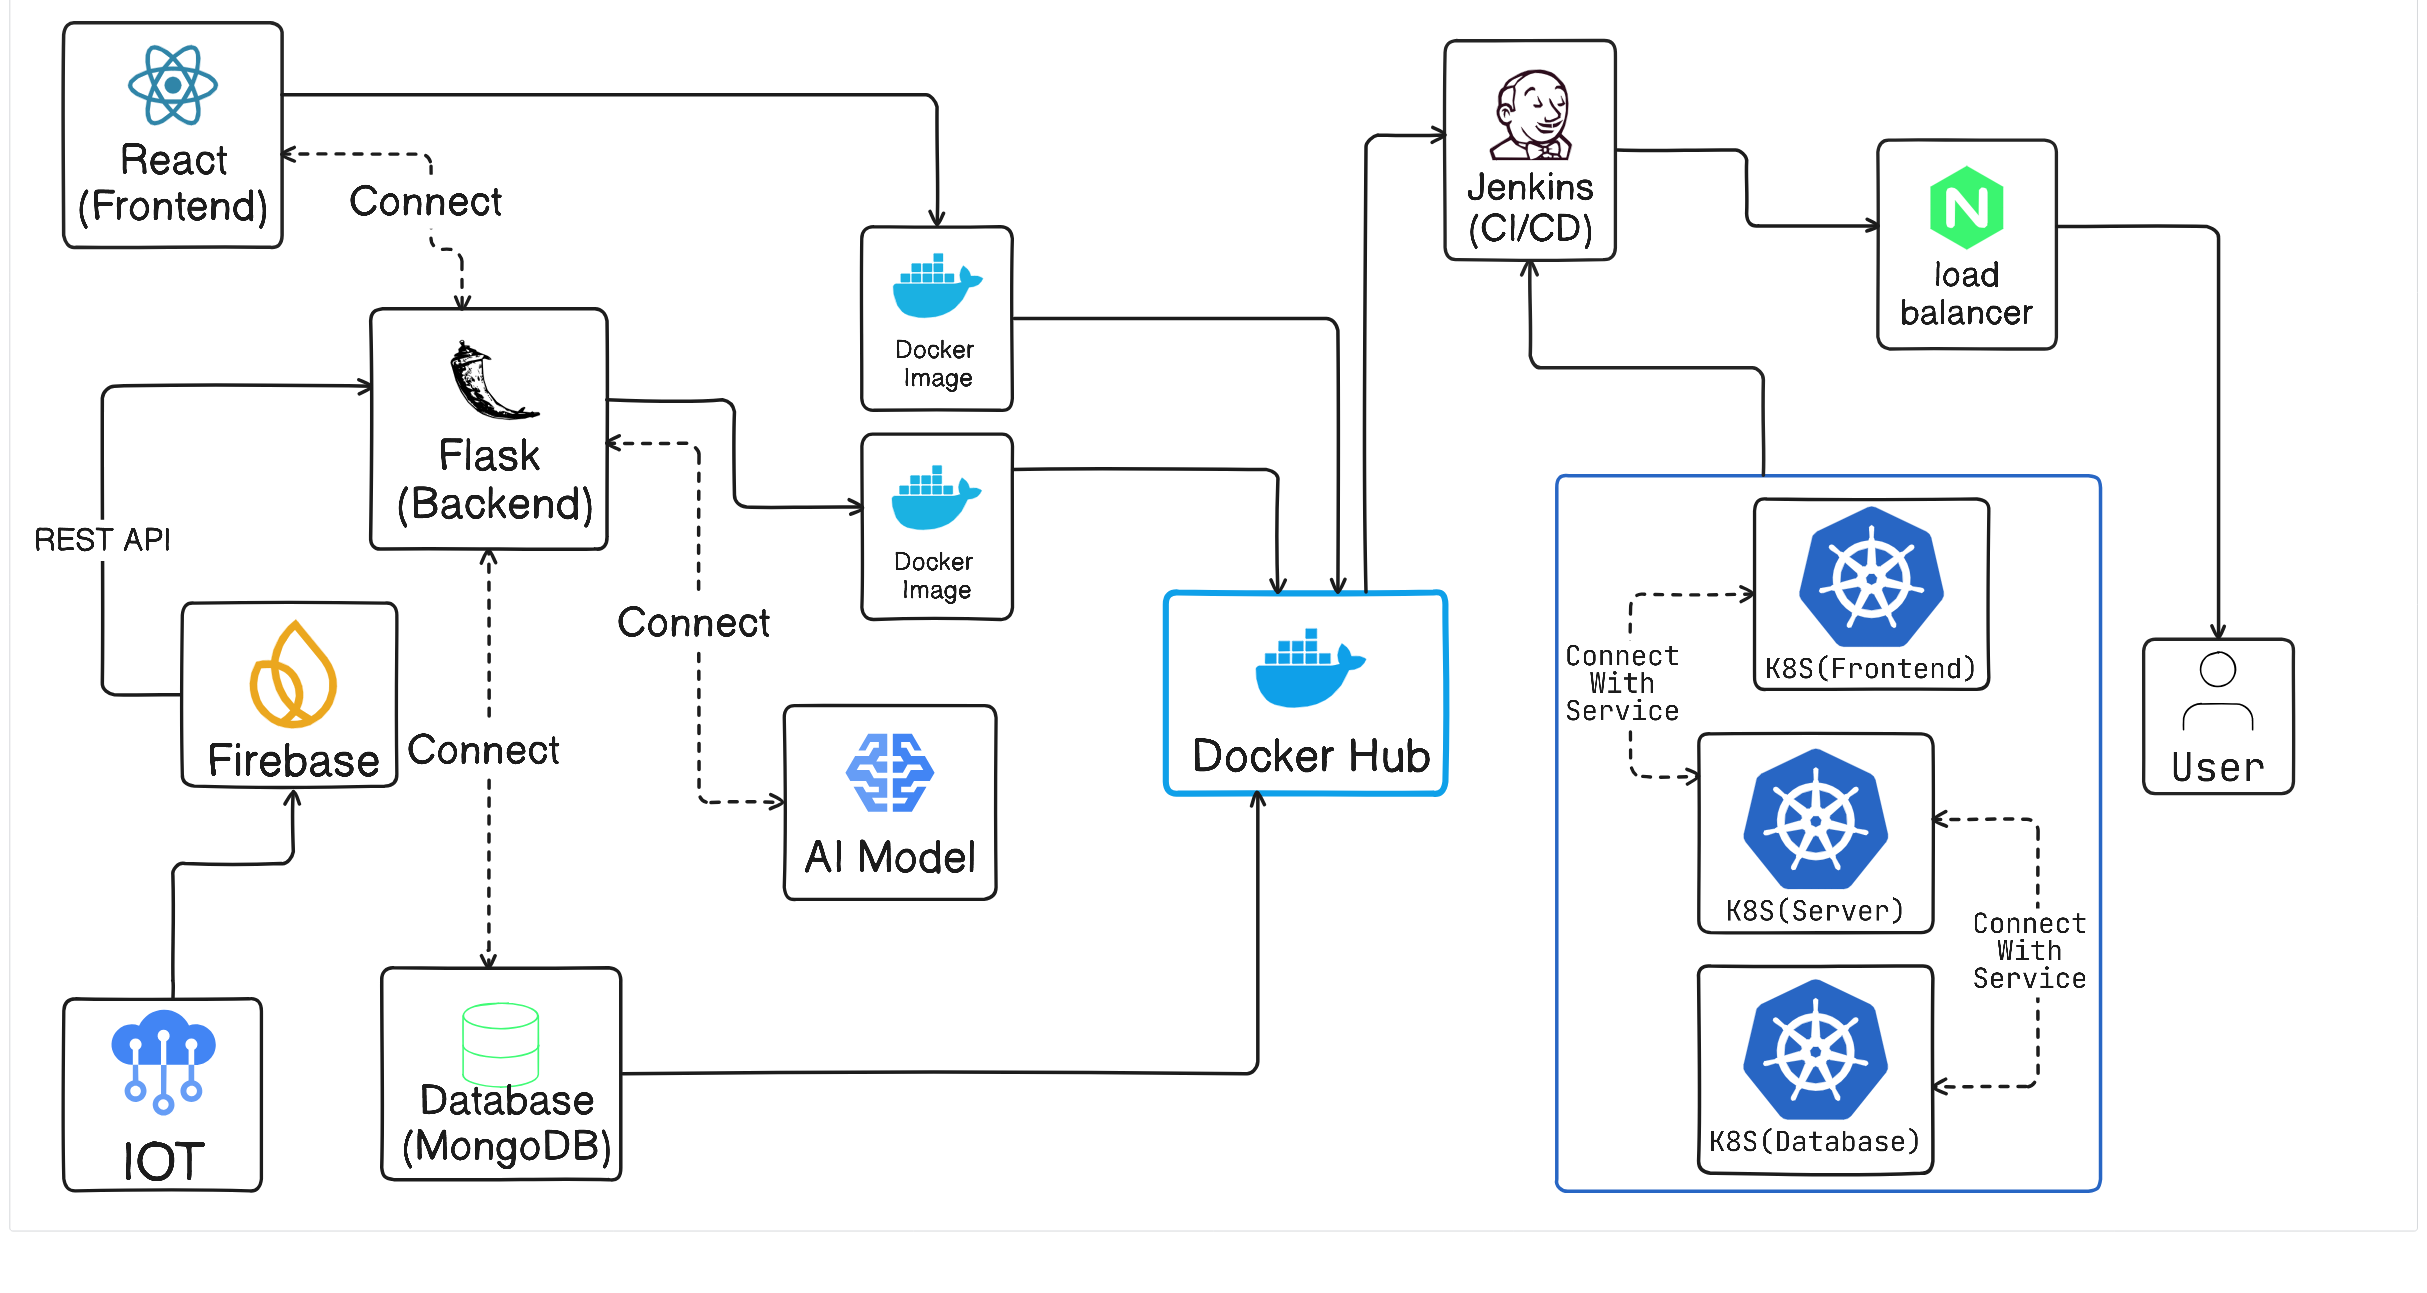 React
(Frontend)
Connect
Flask
(Backend)
REST API
Firebase
Connect
Connect
IOT
Database
(MongoDB)
AI Model
Docker
Image
Docker
Image
Docker Hub
Jenkins
(CI/CD)
load
balancer
User
K8S(Frontend)
Connect
With
Service
K8S(Server)
Connect
With
Service
K8S(Database)